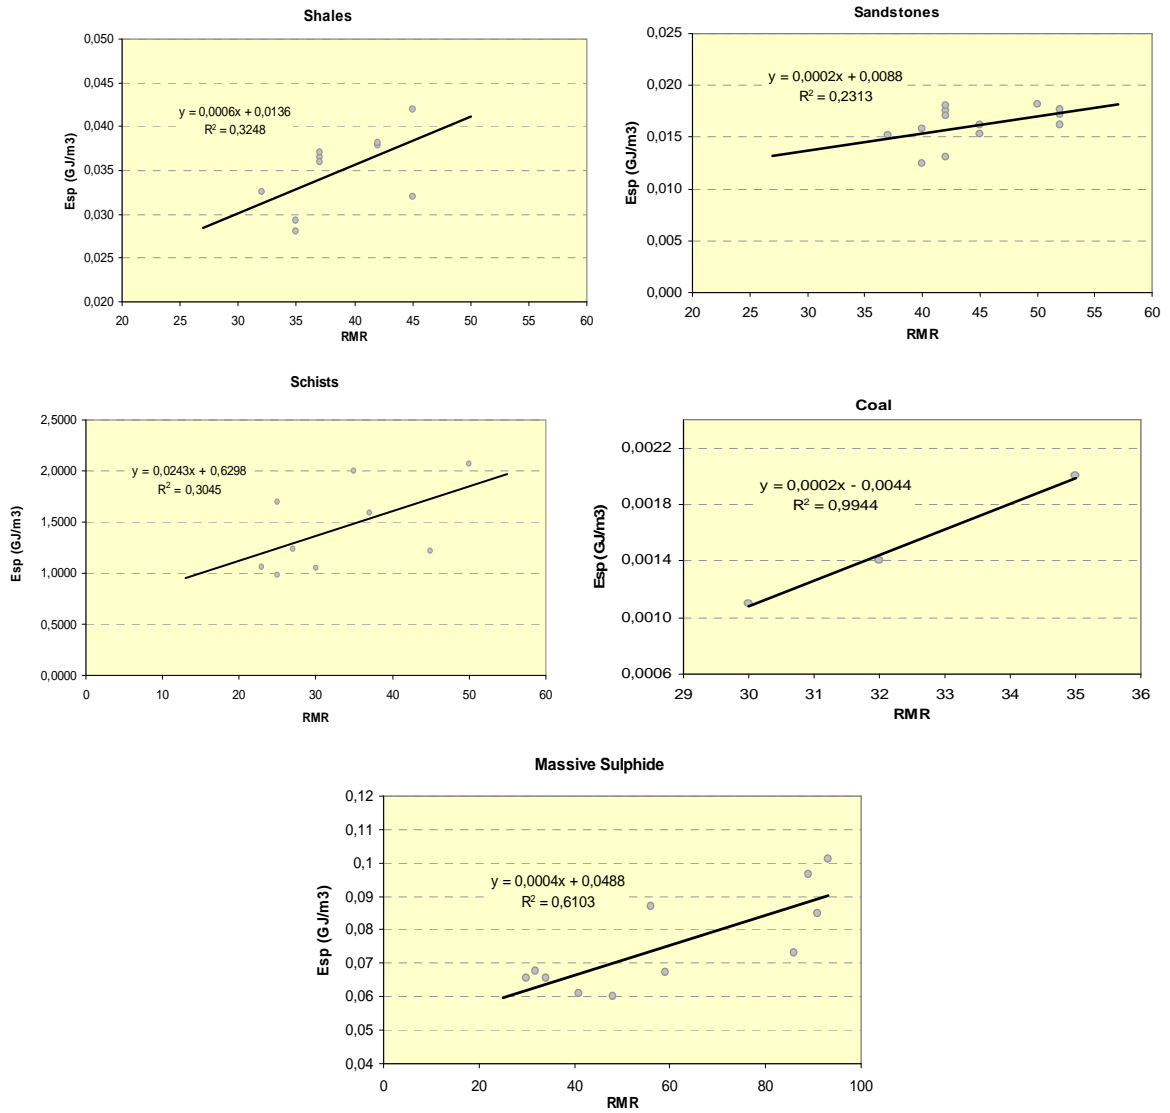 Shales
0,050
0,045
0,040
0,035
0,030
0,025
0,020
Esp (GJ/m3)
y = 0,0006x + 0,0136
R² = 0,3248
20 25 30 35 40 45 50 55 60
RMR
Sandstones
0,025
0,020
0,015
0,010
0,005
0,000
Esp (GJ/m3)
y = 0,0002x + 0,0088
R² = 0,2313
20 25 30 35 40 45 50 55 60
RMR
Schists
2,5000
2,0000
1,5000
1,0000
0,5000
0,0000
Esp (GJ/m3)
y = 0,0243x + 0,6298
R² = 0,3045
0 10 20 30 40 50 60
RMR
Coal
0,0022
0,0018
0,0014
0,0010
0,0006
Esp (GJ/m3)
y = 0,0002x - 0,0044
R² = 0,9944
29 30 31 32 33 34 35 36
RMR
Massive Sulphide
0,12
0,11
0,1
0,09
0,08
0,07
0,06
0,05
0,04
Esp (GJ/m3)
y = 0,0004x + 0,0488
R² = 0,6103
0 20 40 60 80 100
RMR